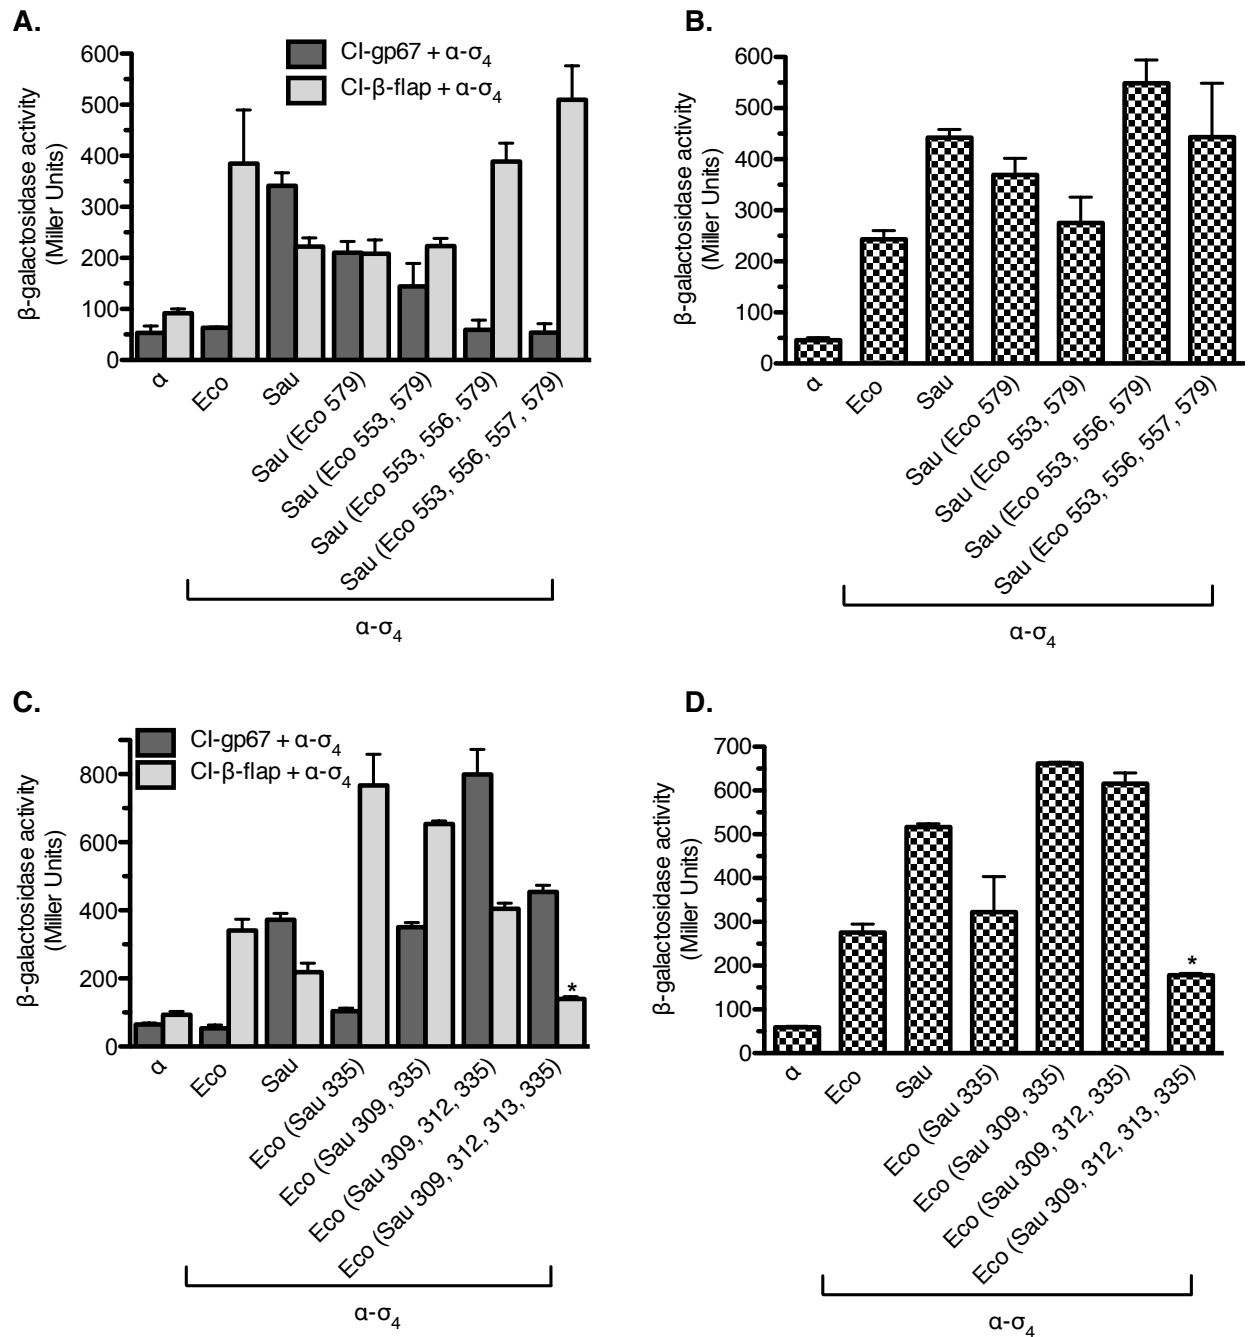 A.
β-galactosidase activity
(Miller Units)
600
500
400
300
200
100
0
CI-gp67 + α-σ4
CI-β-flap + α-σ4
α
Eco
Sau
Sau (Eco 579)
Sau (Eco 553, 579)
Sau (Eco 553, 556, 579)
Sau (Eco 553, 556, 557, 579)
α-σ4
B.
β-galactosidase activity
(Miller Units)
600
500
400
300
200
100
0
α
Eco
Sau
Sau (Eco 579)
Sau (Eco 553, 579)
Sau (Eco 553, 556, 579)
Sau (Eco 553, 556, 557, 579)
α-σ4
C.
β-galactosidase activity
(Miller Units)
800
600
400
200
0
CI-gp67 + α-σ4
CI-β-flap + α-σ4
*
α
Eco
Sau
Eco (Sau 335)
Eco (Sau 309, 335)
Eco (Sau 309, 312, 335)
Eco (Sau 309, 312, 313, 335)
α-σ4
D.
β-galactosidase activity
(Miller Units)
700
600
500
400
300
200
100
0
*
α
Eco
Sau
Eco (Sau 335)
Eco (Sau 309, 335)
Eco (Sau 309, 312, 335)
Eco (Sau 309, 312, 313, 335)
α-σ4